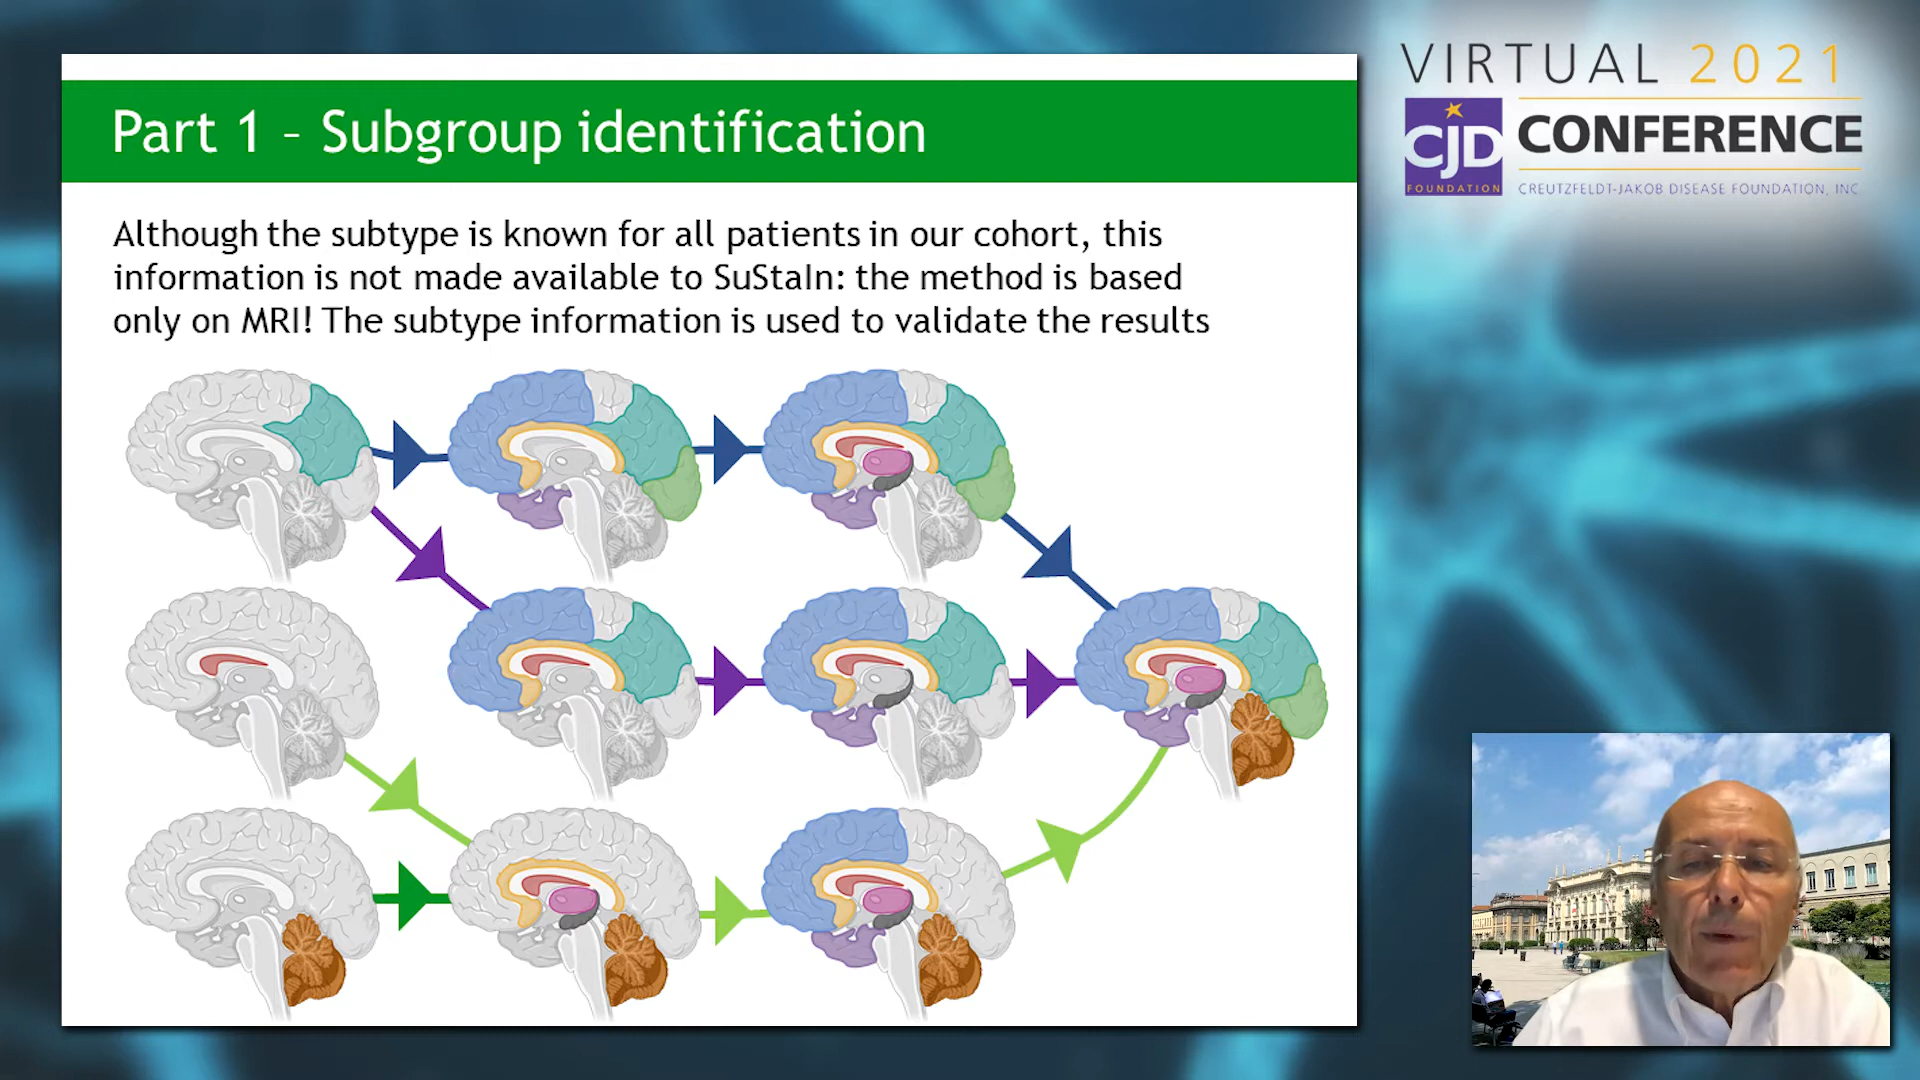 Part 1 – Subgroup identification
Although the subtype is known for all patients in our cohort, this
information is not made available to SuStaIn: the method is based
only on MRI! The subtype information is used to validate the results
VIRTUAL 2021
CJD
FOUNDATION
CONFERENCE
CREUTZFELDT-JAKOB DISEASE FOUNDATION, INC